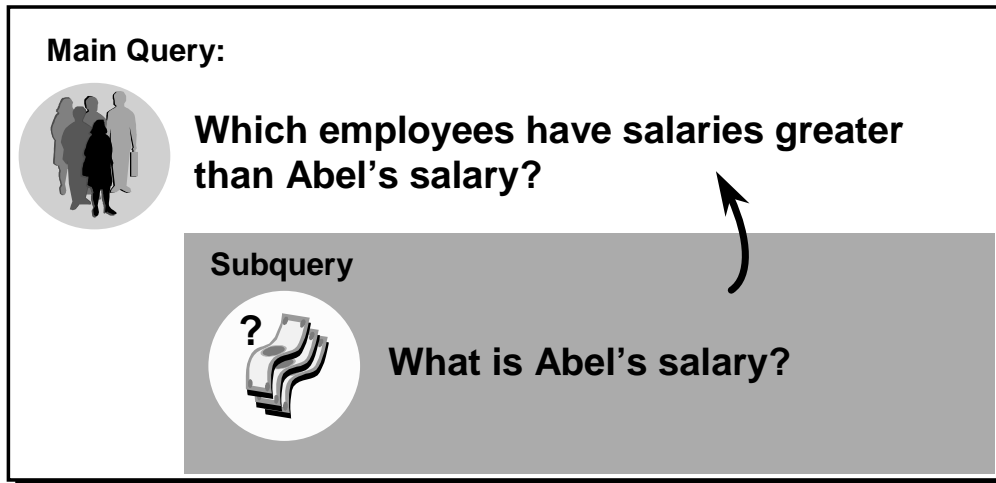 Main Query:
Which employees have salaries greater
than Abel’s salary?
Subquery
?
What is Abel’s salary?